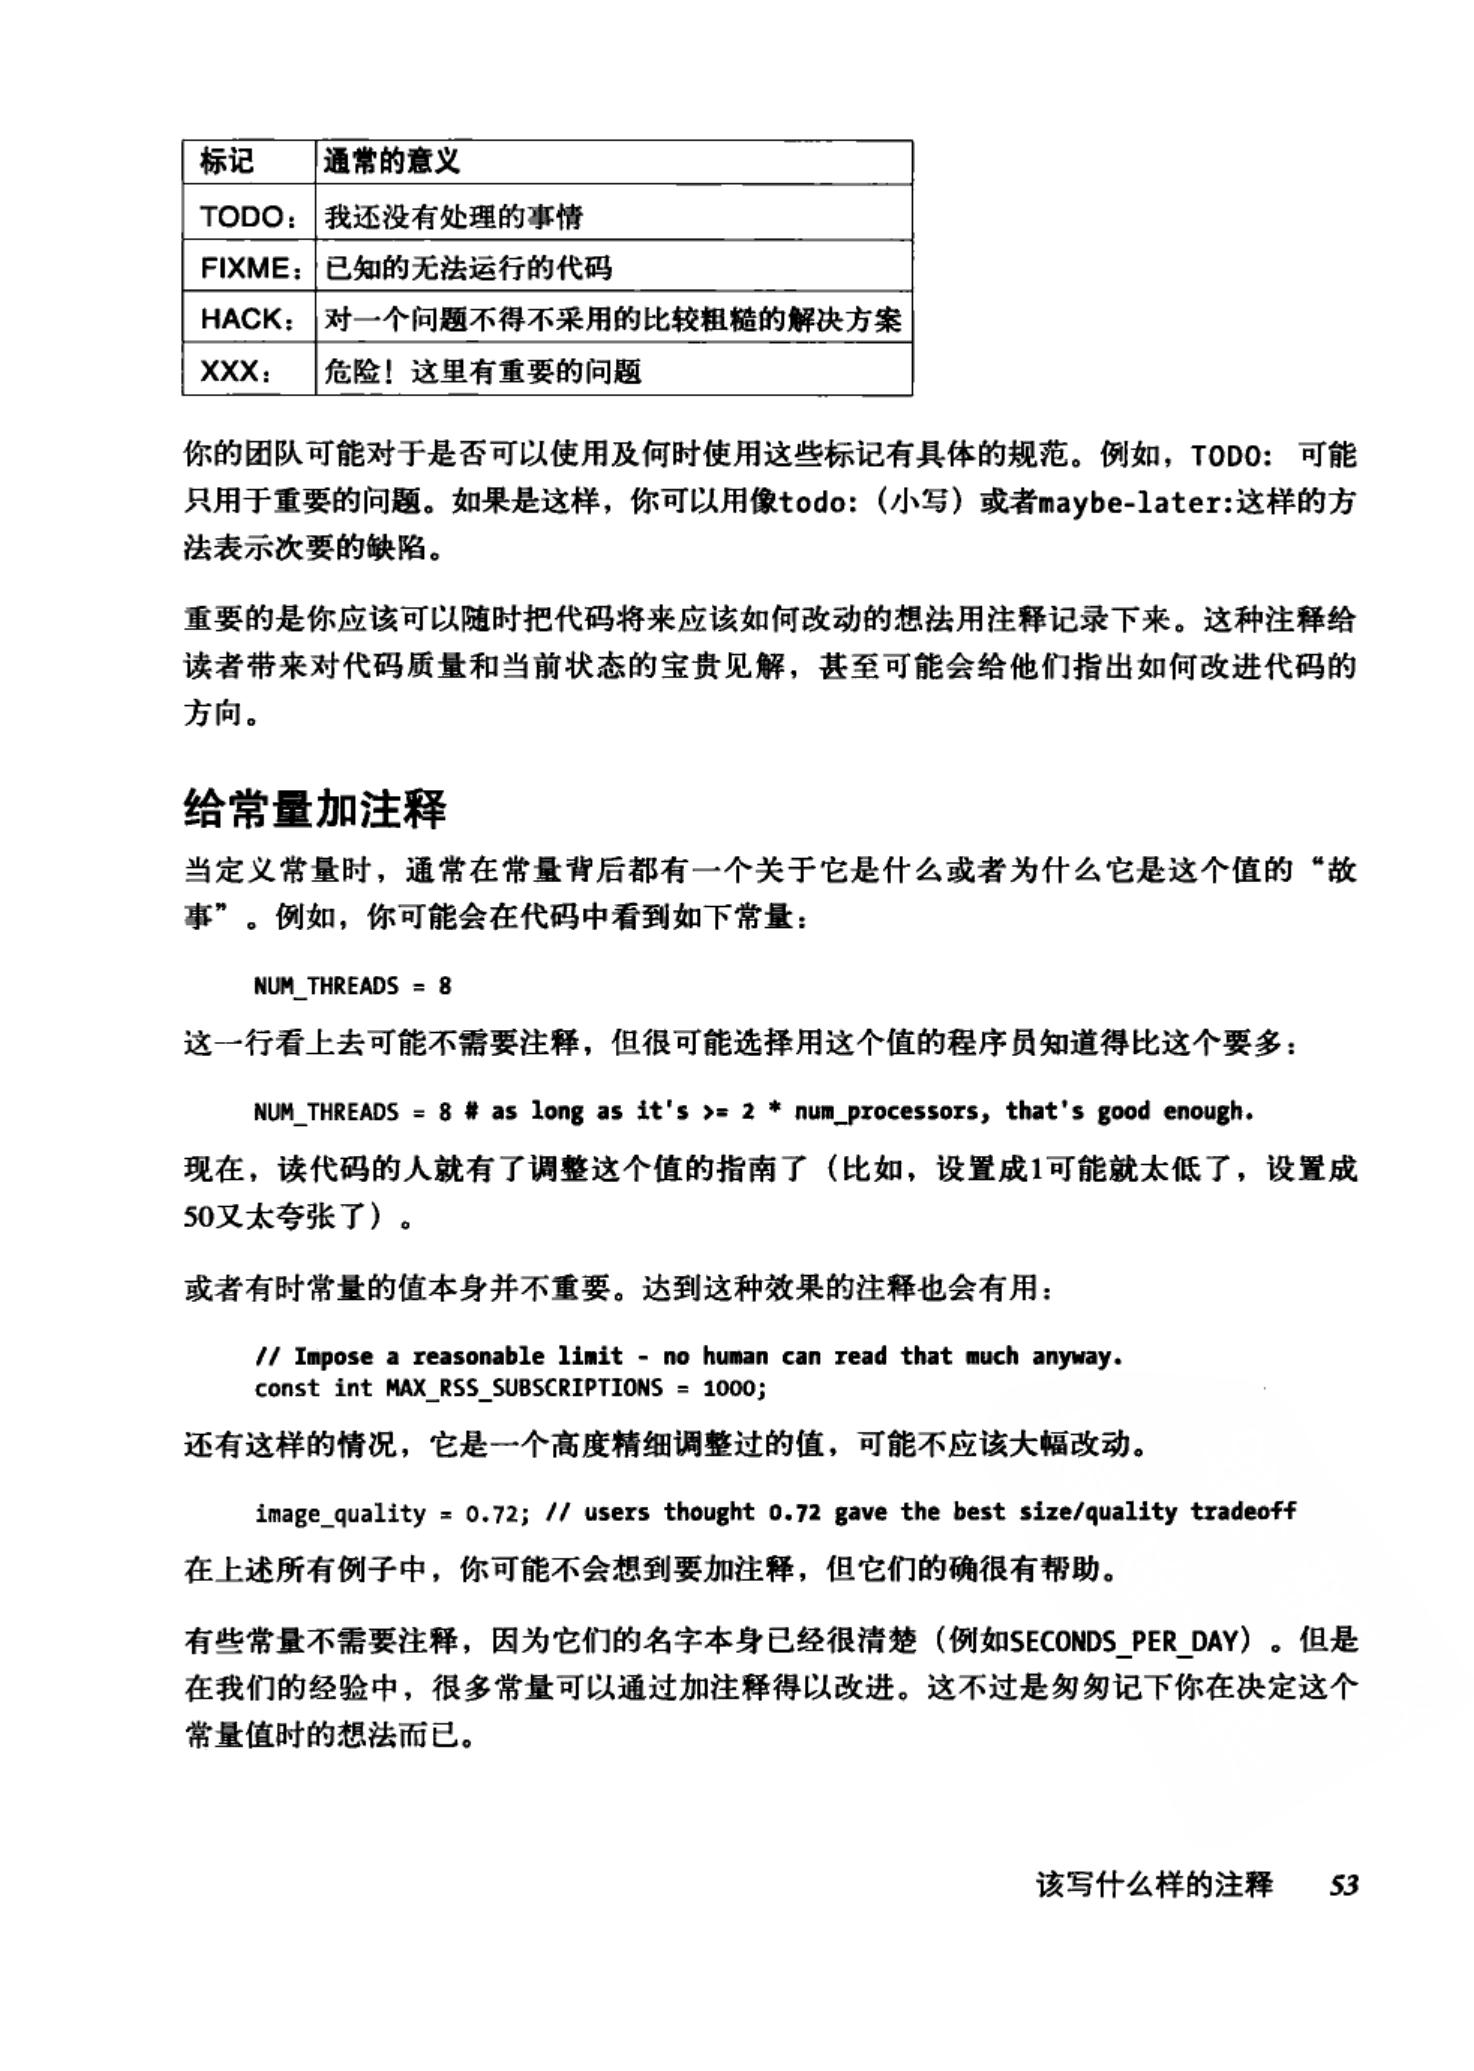 标记 通常的意义
TODO： 我还没有处理的事情
FIXME： 已知的无法运行的代码
HACK： 对一个问题不得不采用的比较粗糙的解决方案
XXX： 危险！这里有重要的问题
你的团队可能对于是否可以使用及何时使用这些标记有具体的规范。例如，TODO: 可能
只用于重要的问题。如果是这样，你可以用像todo:（小写）或者maybe-later:这样的方
法表示次要的缺陷。
重要的是你应该可以随时把代码将来应该如何改动的想法用注释记录下来。这种注释给
读者带来对代码质量和当前状态的宝贵见解，甚至可能会给他们指出如何改进代码的
方向。
给常量加注释
当定义常量时，通常在常量背后都有一个关于它是什么或者为什么它是这个值的“故
事”。例如，你可能会在代码中看到如下常量：
NUM_THREADS = 8
这一行看上去可能不需要注释，但很可能选择用这个值的程序员知道得比这个要多：
NUM_THREADS = 8 # as long as it's >= 2 * num_processors, that's good enough.
现在，读代码的人就有了调整这个值的指南了（比如，设置成1可能就太低了，设置成
50又太夸张了）。
或者有时常量的值本身并不重要。达到这种效果的注释也会有用：
// Impose a reasonable limit - no human can read that much anyway.
const int MAX_RSS_SUBSCRIPTIONS = 1000;
还有这样的情况，它是一个高度精细调整过的值，可能不应该大幅改动。
image_quality = 0.72; // users thought 0.72 gave the best size/quality tradeoff
在上述所有例子中，你可能不会想到要加注释，但它们的确很有帮助。
有些常量不需要注释，因为它们的名字本身已经很清楚（例如SECONDS_PER_DAY）。但是
在我们的经验中，很多常量可以通过加注释得以改进。这不过是匆匆记下你在决定这个
常量值时的想法而已。
该写什么样的注释 53